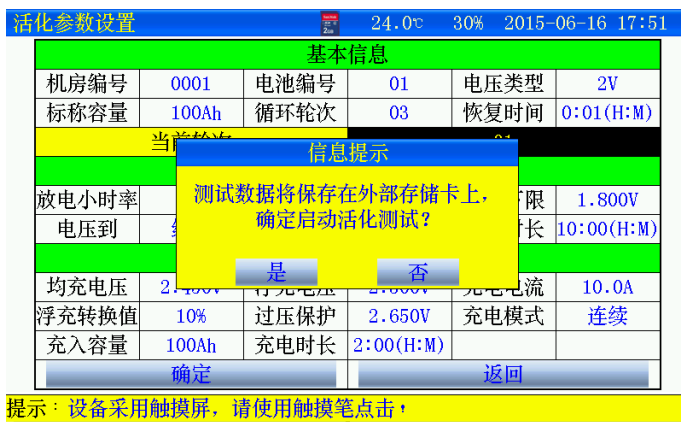 活化参数设置 24.0℃ 30% 2015-06-16 17:51
基本信息
机房编号 0001 电池编号 01 电压类型 2V
标称容量 100Ah 循环轮次 03 恢复时间 0:01(H:M)
信息提示
测试数据将保存在外部存储卡上，
确定启动活化测试？
是 否
放电小时率 下限 1.800V
电压到 时长 10:00(H:M)
均充电压 充电电流 10.0A
浮充转换值 10% 过压保护 2.650V 充电模式 连续
充入容量 100Ah 充电时长 2:00(H:M)
确定 返回
提示：设备采用触摸屏，请使用触摸笔点击！